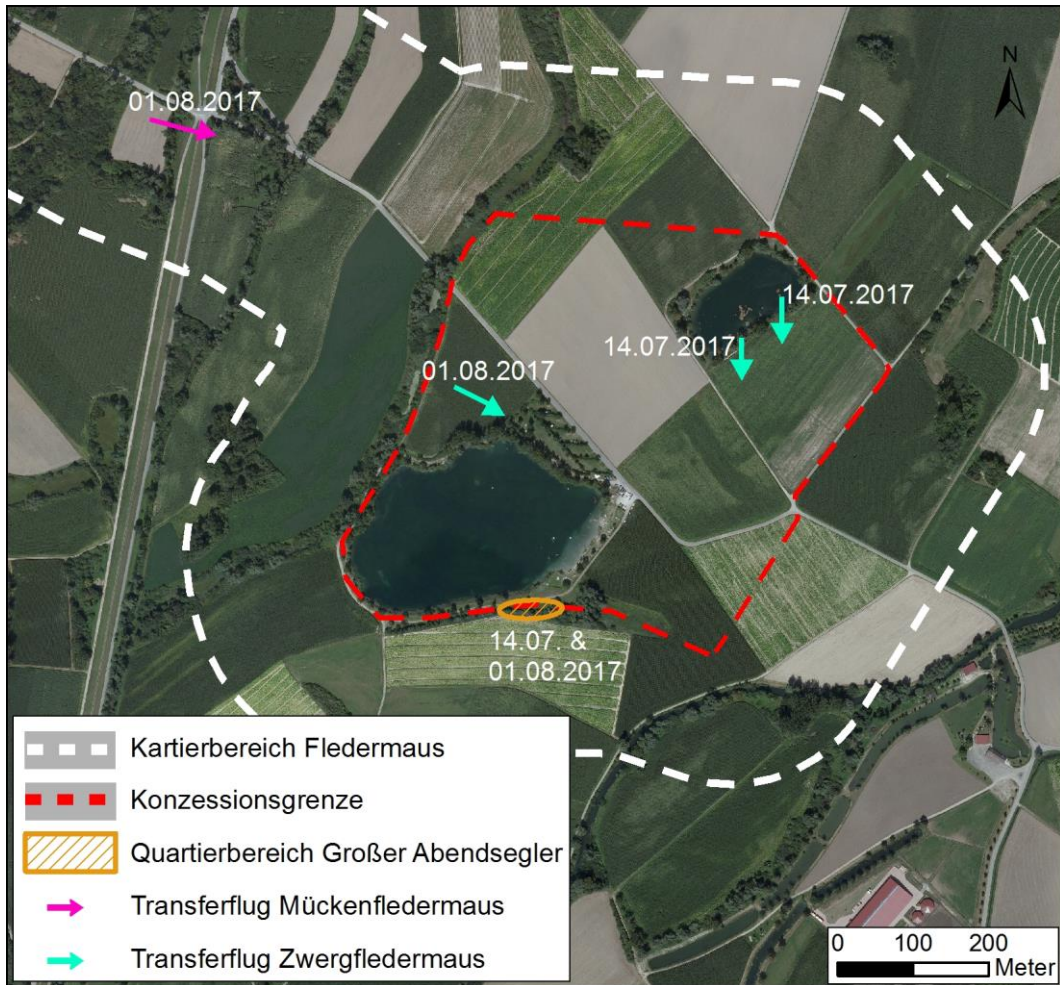 N
01.08.2017
14.07.2017
14.07.2017
01.08.2017
14.07. &
01.08.2017
Kartierbereich Fledermaus
Konzessionsgrenze
Quartierbereich Großer Abendsegler
Transferflug Mückenfledermaus
Transferflug Zwergfledermaus
0 100 200
Meter